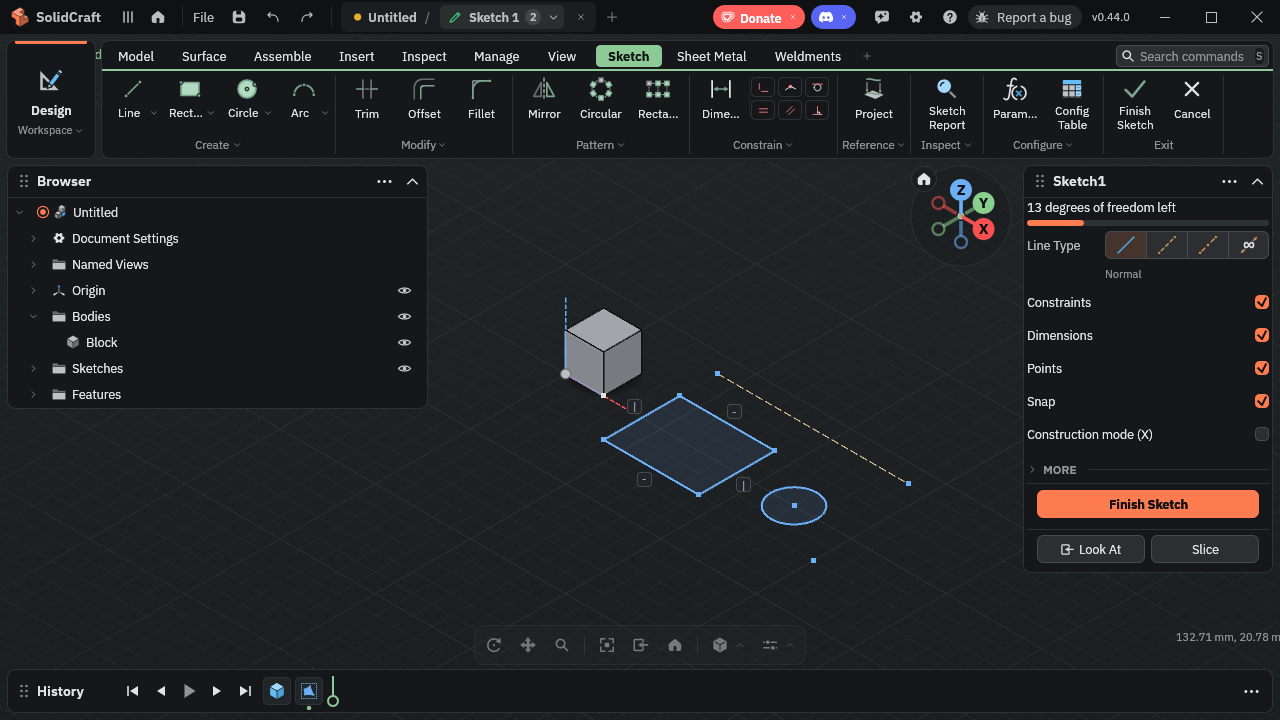 SolidCraft
File
Untitled /
Sketch 1 2
Donate
Report a bug
v0.44.0
Design
Workspace
Model Surface Assemble Insert Inspect Manage View Sketch Sheet Metal Weldments
Search commands S
Line Rect... Circle Arc
Create
Trim Offset Fillet
Modify
Mirror Circular Recta...
Pattern
Dime...
Constrain
Project
Reference
Sketch Report
Inspect
Param... Config Table
Configure
Finish Sketch Cancel
Exit
Browser
Untitled
Document Settings
Named Views
Origin
Bodies
Block
Sketches
Features
Z
Y
X
Sketch1
13 degrees of freedom left
Line Type
Normal
Constraints
Dimensions
Points
Snap
Construction mode (X)
MORE
Finish Sketch
Look At
Slice
132.71 mm, 20.78 m
History